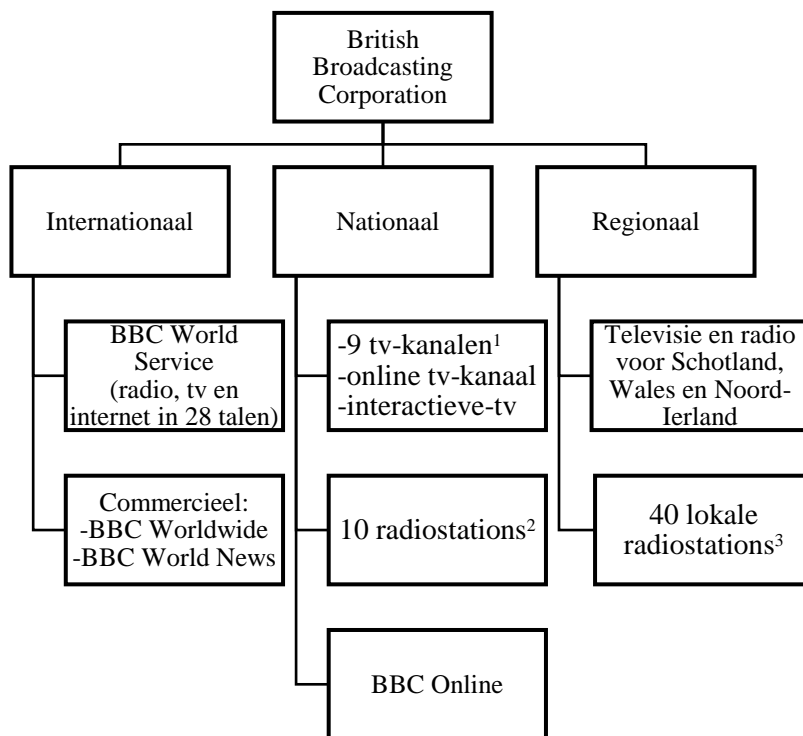 British
Broadcasting
Corporation
Internationaal
Nationaal
Regionaal
BBC World
Service
(radio, tv en
internet in 28 talen)
-9 tv-kanalen¹
-online tv-kanaal
-interactieve-tv
Televisie en radio
voor Schotland,
Wales en Noord-
Ierland
Commercieel:
-BBC Worldwide
-BBC World News
10 radiostations²
40 lokale
radiostations³
BBC Online